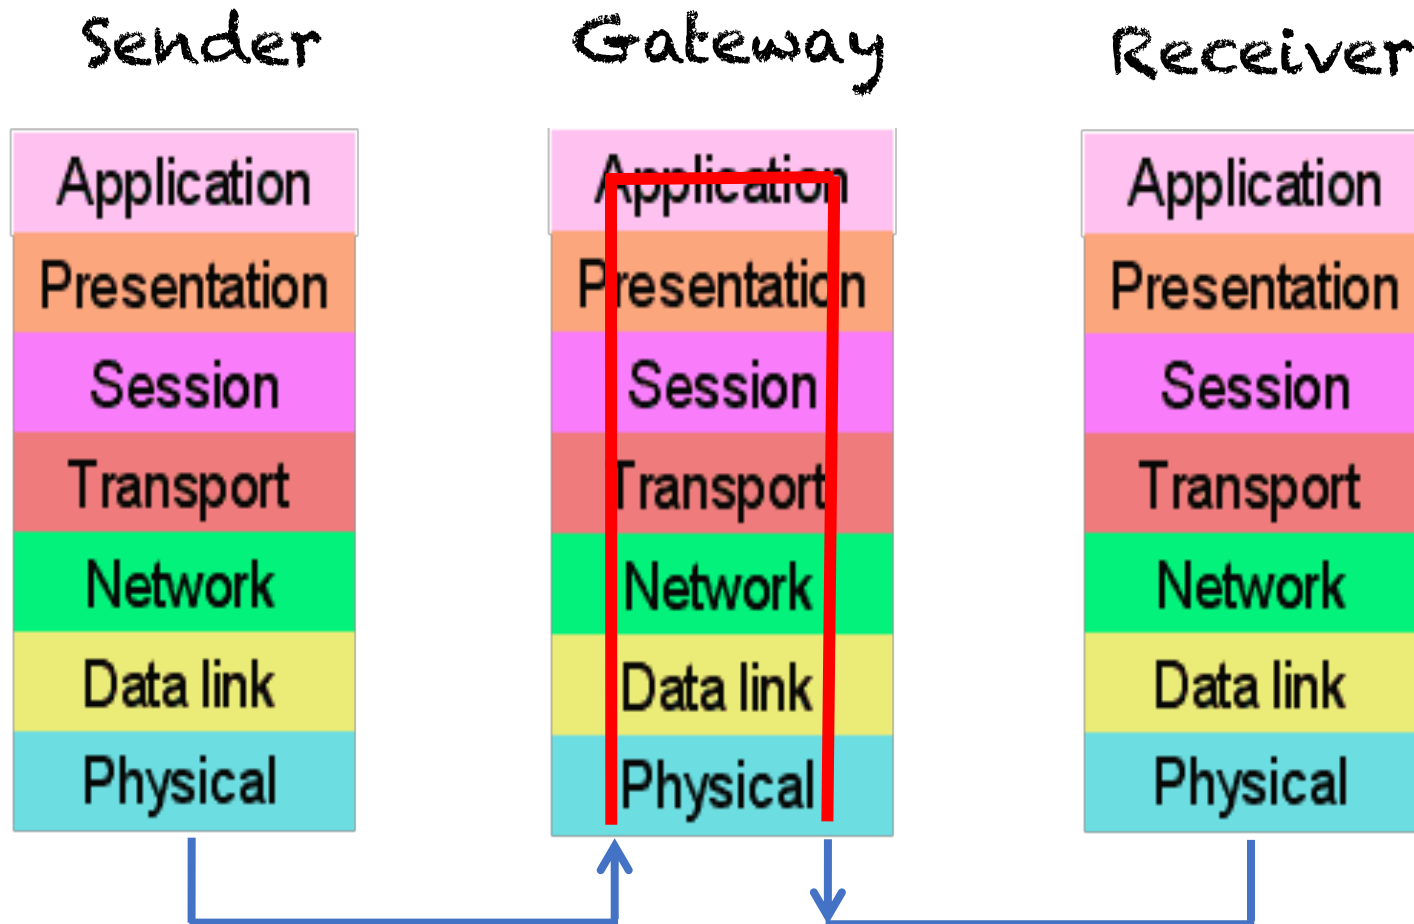 Sender Gateway Receiver
Application Application Application
Presentation Presentation Presentation
Session Session Session
Transport Transport Transport
Network Network Network
Data link Data link Data link
Physical Physical Physical